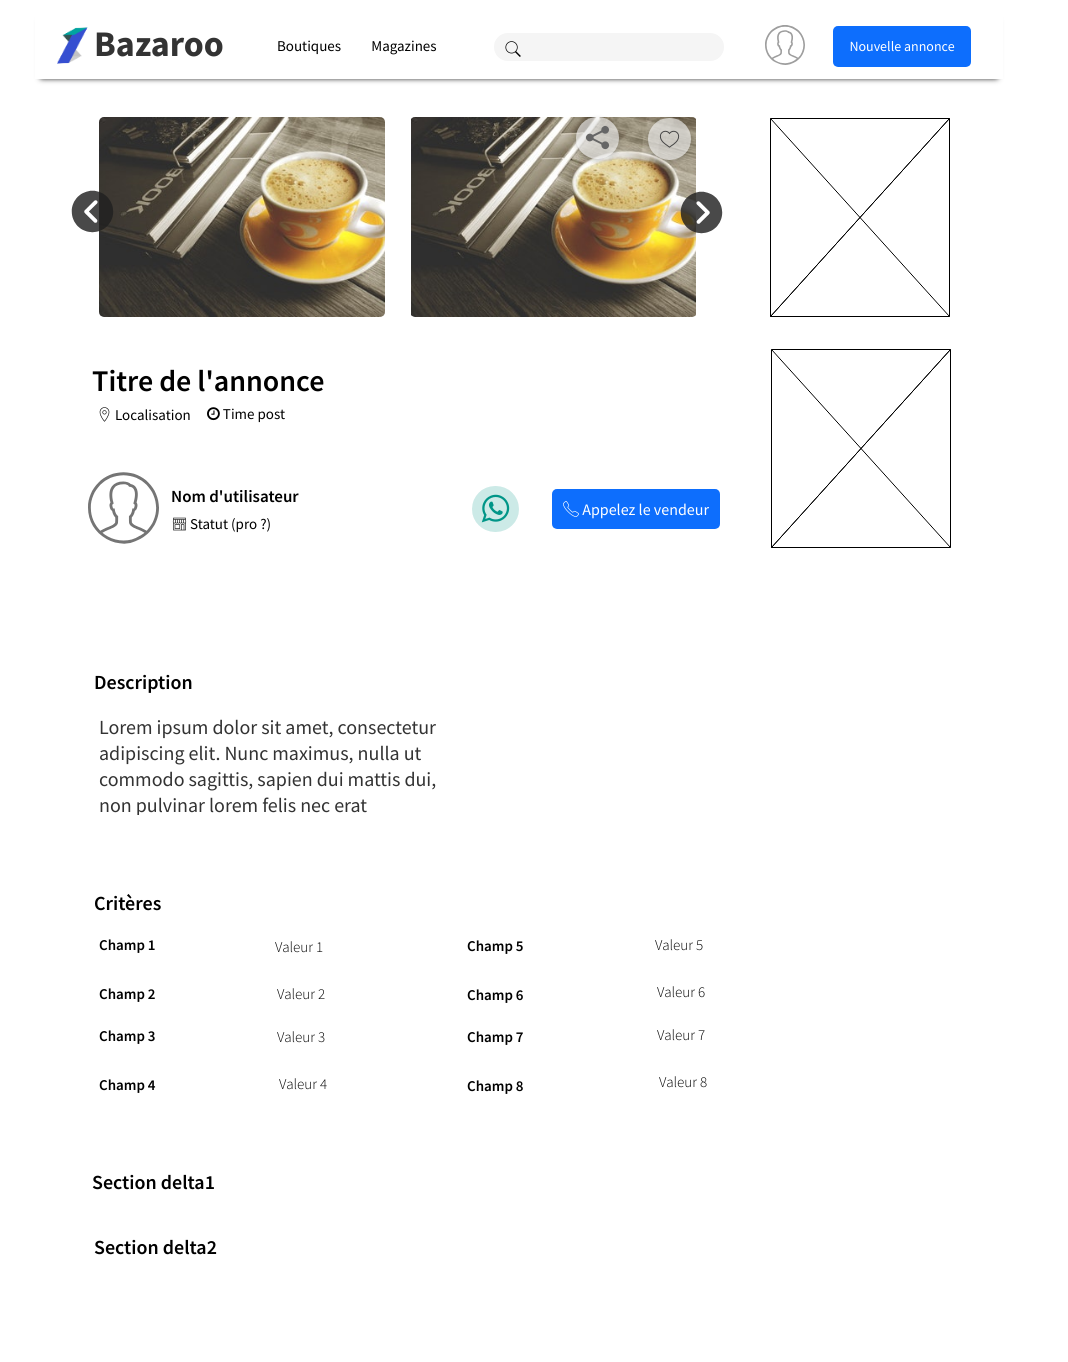 Bazaroo
Boutiques
Magazines
Nouvelle annonce
BOOK
BOOK
Titre de l'annonce
Localisation
Time post
Nom d'utilisateur
Statut (pro ?)
Appelez le vendeur
Description
Lorem ipsum dolor sit amet, consectetur
adipiscing elit. Nunc maximus, nulla ut
commodo sagittis, sapien dui mattis dui,
non pulvinar lorem felis nec erat
Critères
Champ 1 Valeur 1 Champ 5 Valeur 5
Champ 2 Valeur 2 Champ 6 Valeur 6
Champ 3 Valeur 3 Champ 7 Valeur 7
Champ 4 Valeur 4 Champ 8 Valeur 8
Section delta1
Section delta2